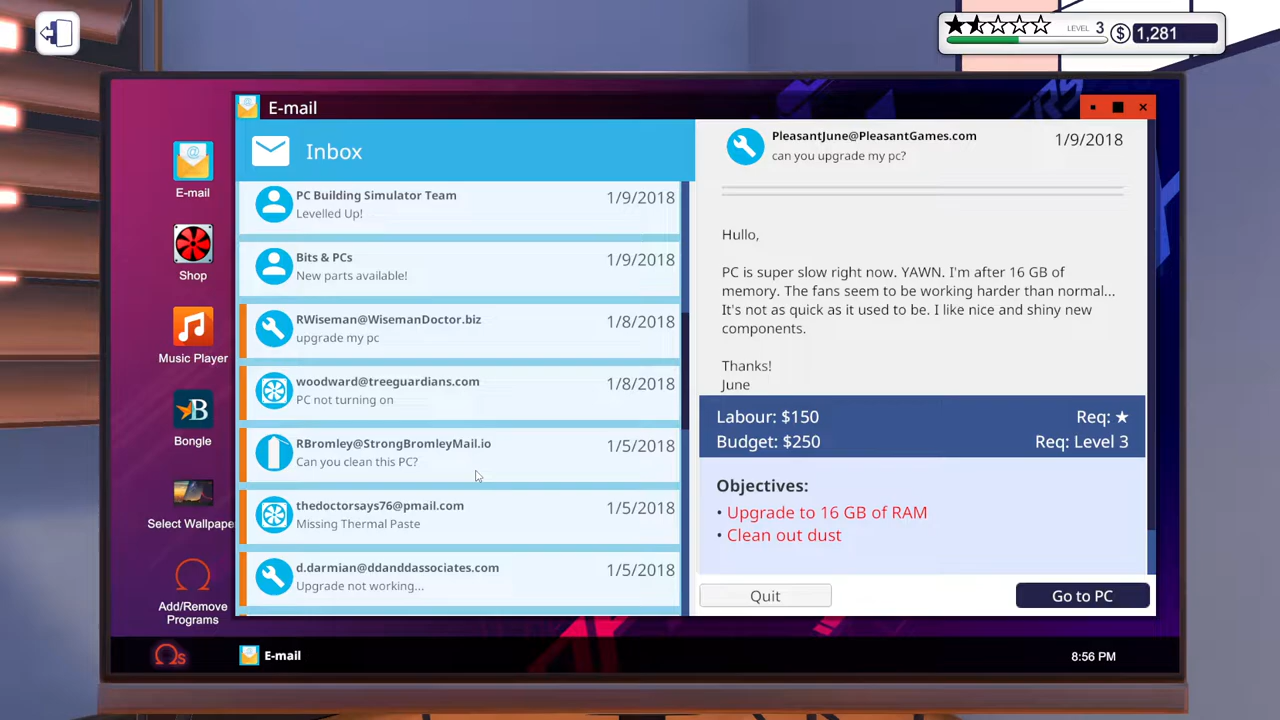 LEVEL 3
$ 1,281
E-mail
Inbox
PC Building Simulator Team 1/9/2018
Levelled Up!
Bits & PCs 1/9/2018
New parts available!
RWiseman@WisemanDoctor.biz 1/8/2018
upgrade my pc
woodward@treeguardians.com 1/8/2018
PC not turning on
RBromley@StrongBromleyMail.io 1/5/2018
Can you clean this PC?
thedoctorsays76@pmail.com 1/5/2018
Missing Thermal Paste
d.darmian@ddanddassociates.com 1/5/2018
Upgrade not working...
PleasantJune@PleasantGames.com 1/9/2018
can you upgrade my pc?
Hullo,
PC is super slow right now. YAWN. I'm after 16 GB of
memory. The fans seem to be working harder than normal...
It's not as quick as it used to be. I like nice and shiny new
components.
Thanks!
June
Labour: $150 Req: ★
Budget: $250 Req: Level 3
Objectives:
• Upgrade to 16 GB of RAM
• Clean out dust
Quit
Go to PC
E-mail
Shop
Music Player
Bongle
Select Wallpape
Add/Remove
Programs
Ωs
E-mail
8:56 PM